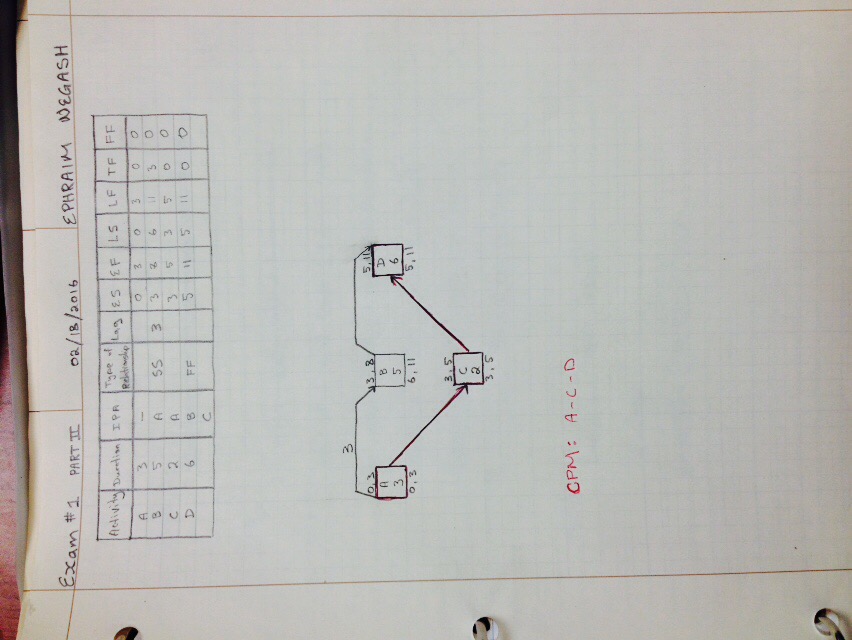 Exam #1 PART II 02/18/2016 EPHRAIM NEGASH
Activity Duration IPA Type of Relationship Lag ES EF LS LF TF FF
A 3 - 0 3 0 3 0 0
B 5 A SS 3 3 8 6 11 3 0
C 2 A 3 5 3 5 0 0
D 6 B FF 5 11 5 11 0 0
C
3
0,3
A
3
0,3
3,8
B
5
6,11
3,5
C
2
3,5
5,11
D
6
5,11
CPM: A-C-D